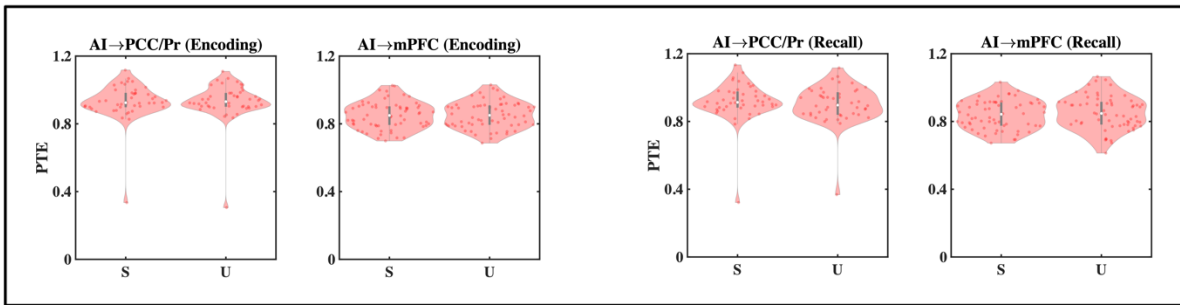 AI→PCC/Pr (Encoding)
1.2
0.8
0.4
0
PTE
S U
AI→mPFC (Encoding)
1.2
0.8
0.4
0
S U
AI→PCC/Pr (Recall)
1.2
0.8
0.4
0
PTE
S U
AI→mPFC (Recall)
1.2
0.8
0.4
0
S U